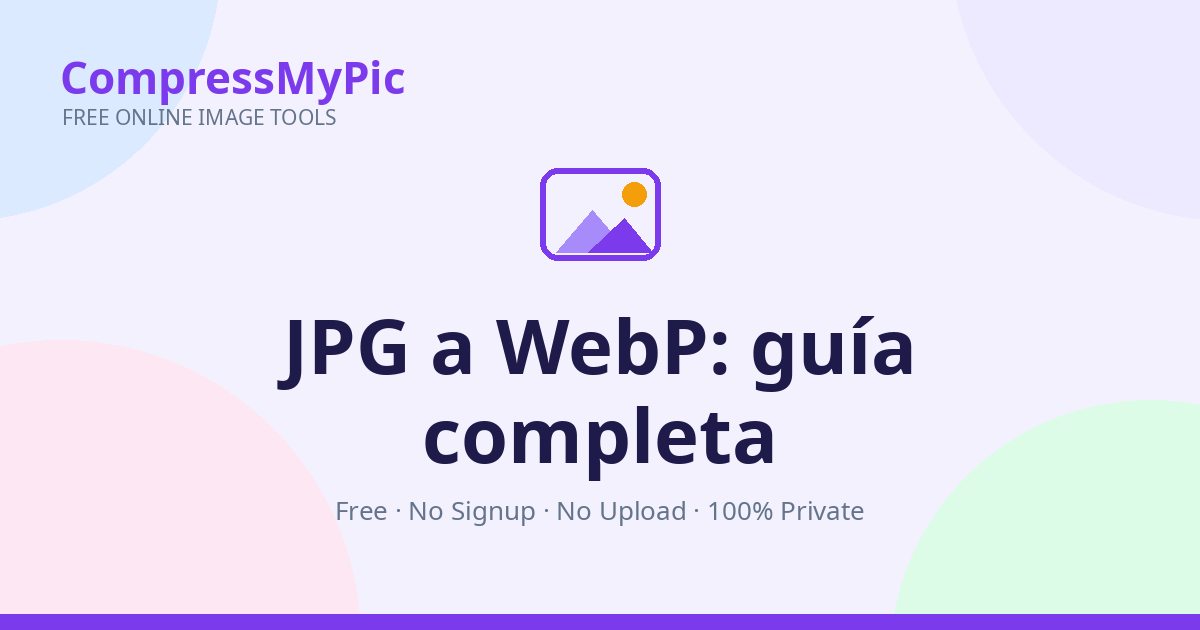 CompressMyPic
FREE ONLINE IMAGE TOOLS
JPG a WebP: guía
completa
Free · No Signup · No Upload · 100% Private